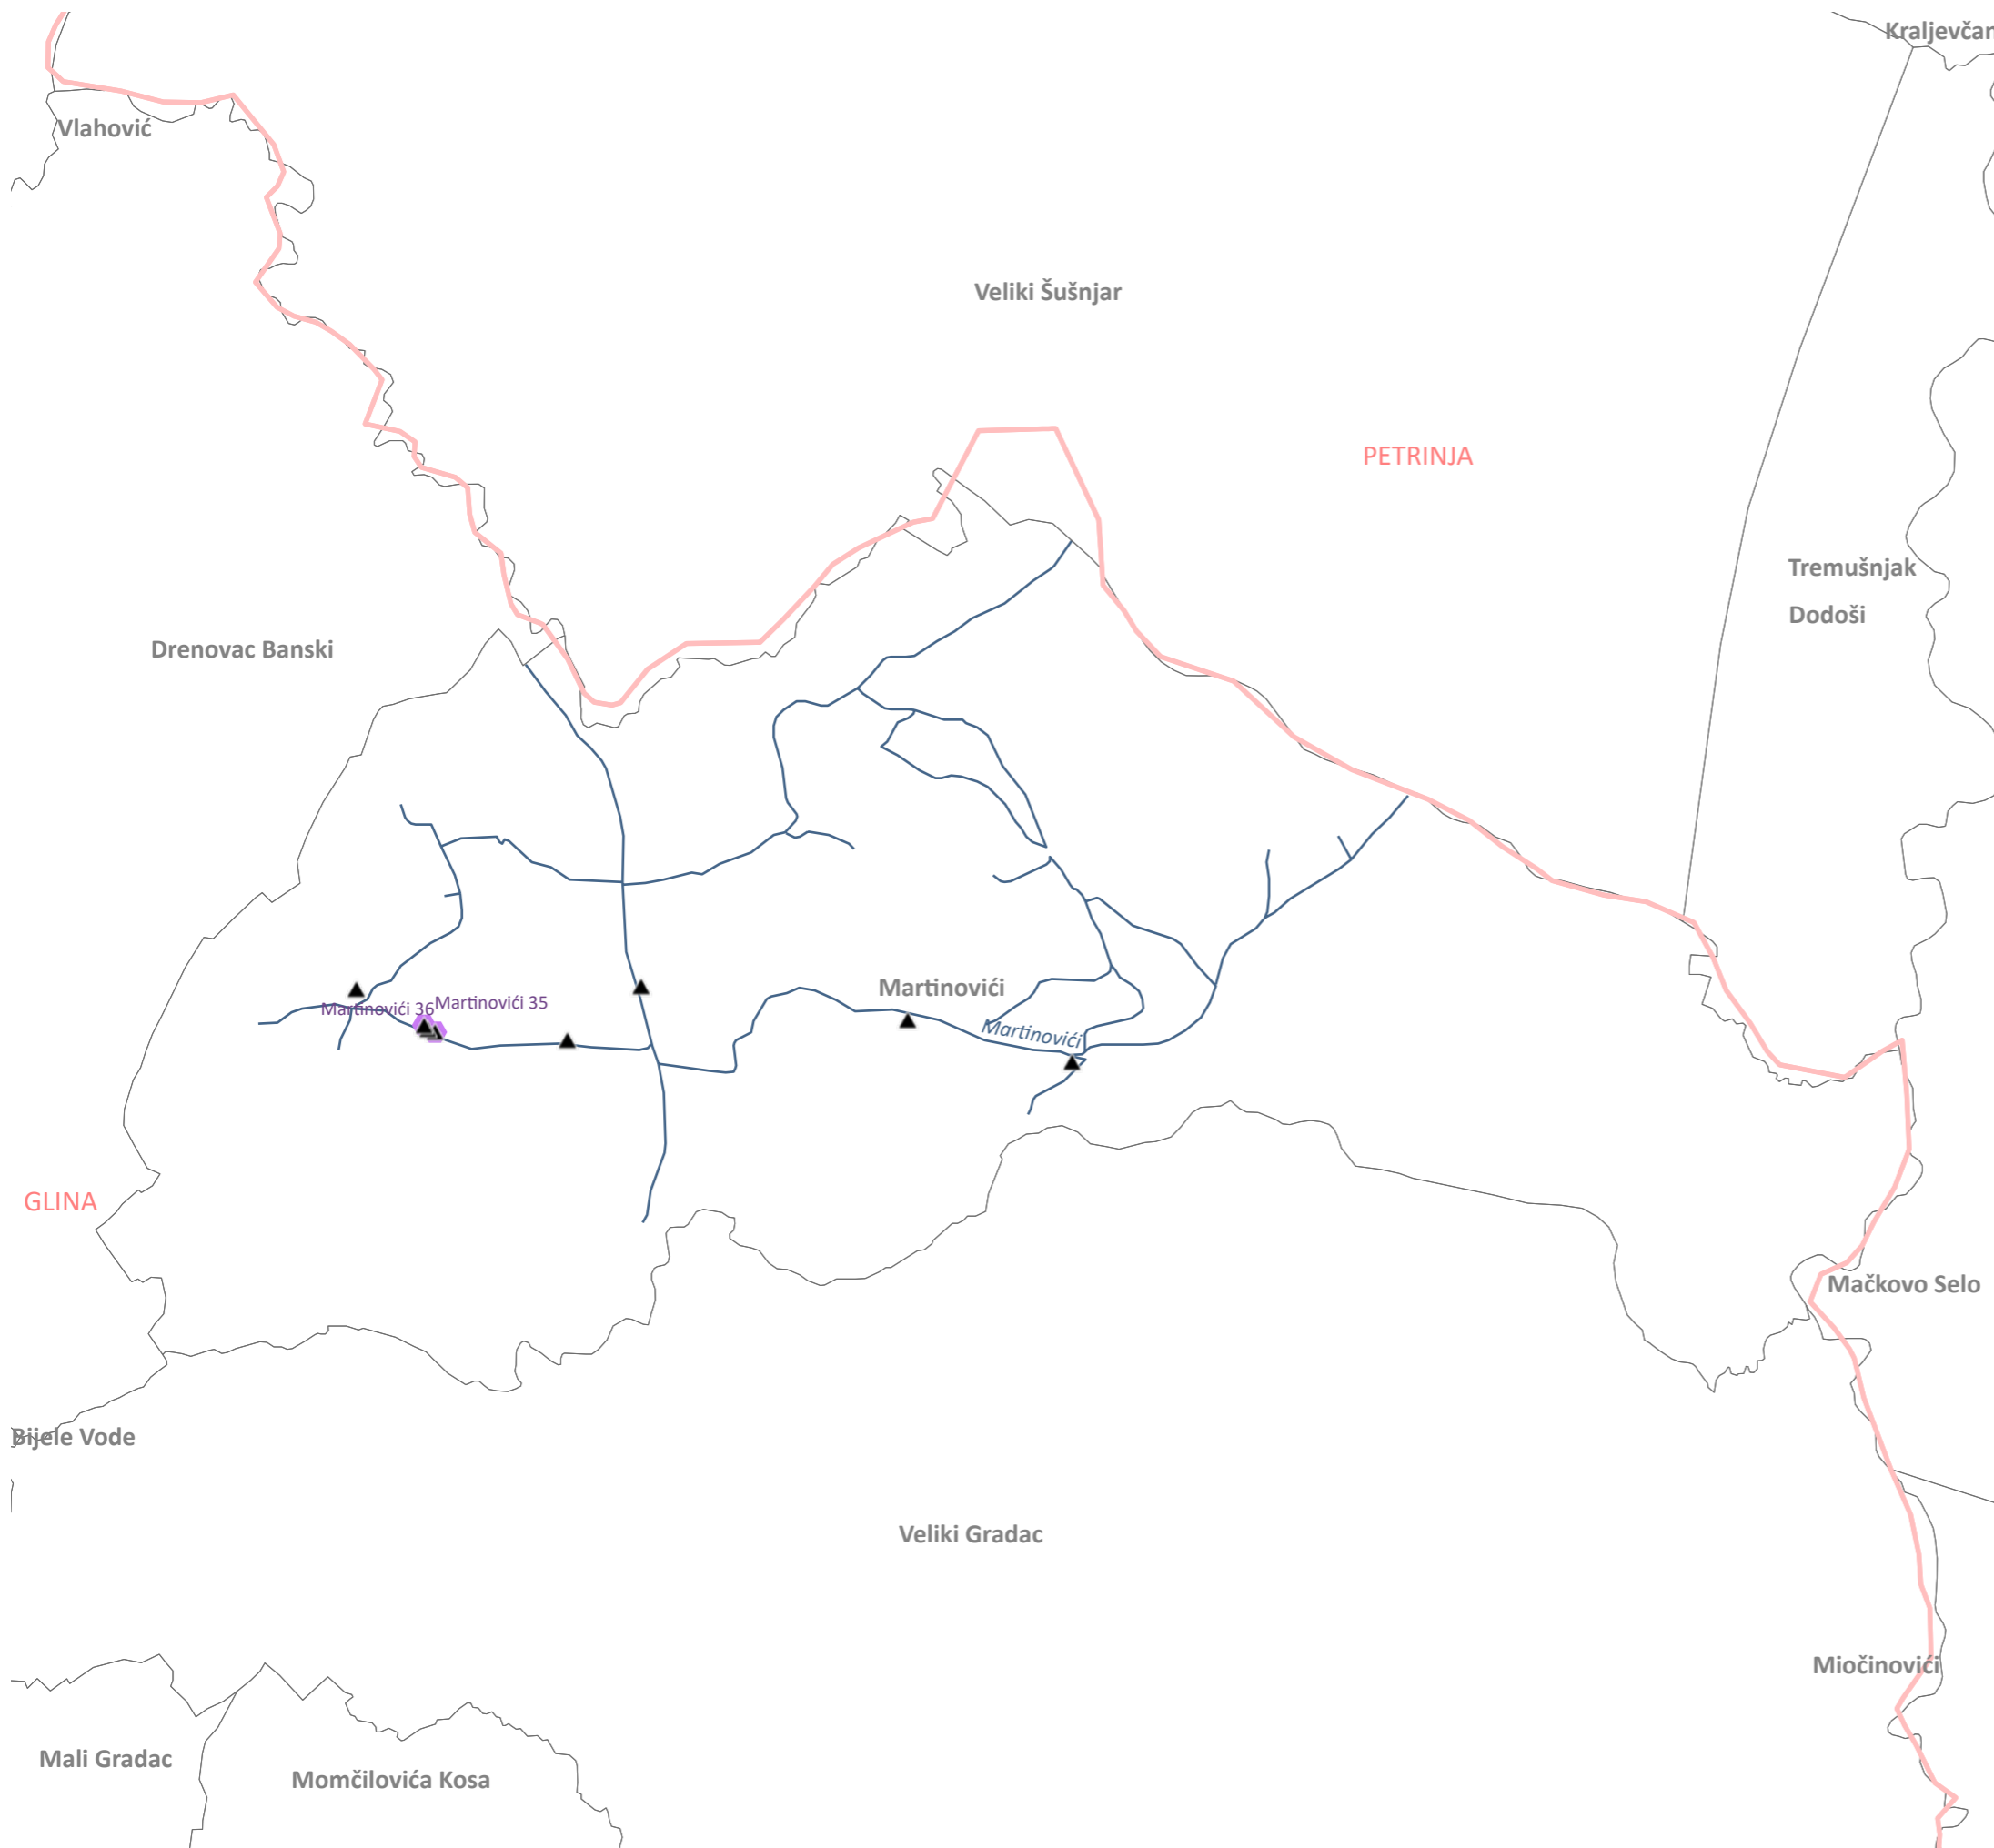 Kraljevčan
Vlahović
Veliki Šušnjar
PETRINJA
Tremušnjak
Dodoši
Drenovac Banski
Martinovići
Martinovići 35
Martinovići 36
Martinovići
GLINA
Mačkovo Selo
Bijele Vode
Veliki Gradac
Miočinovići
Mali Gradac
Momčilovića Kosa